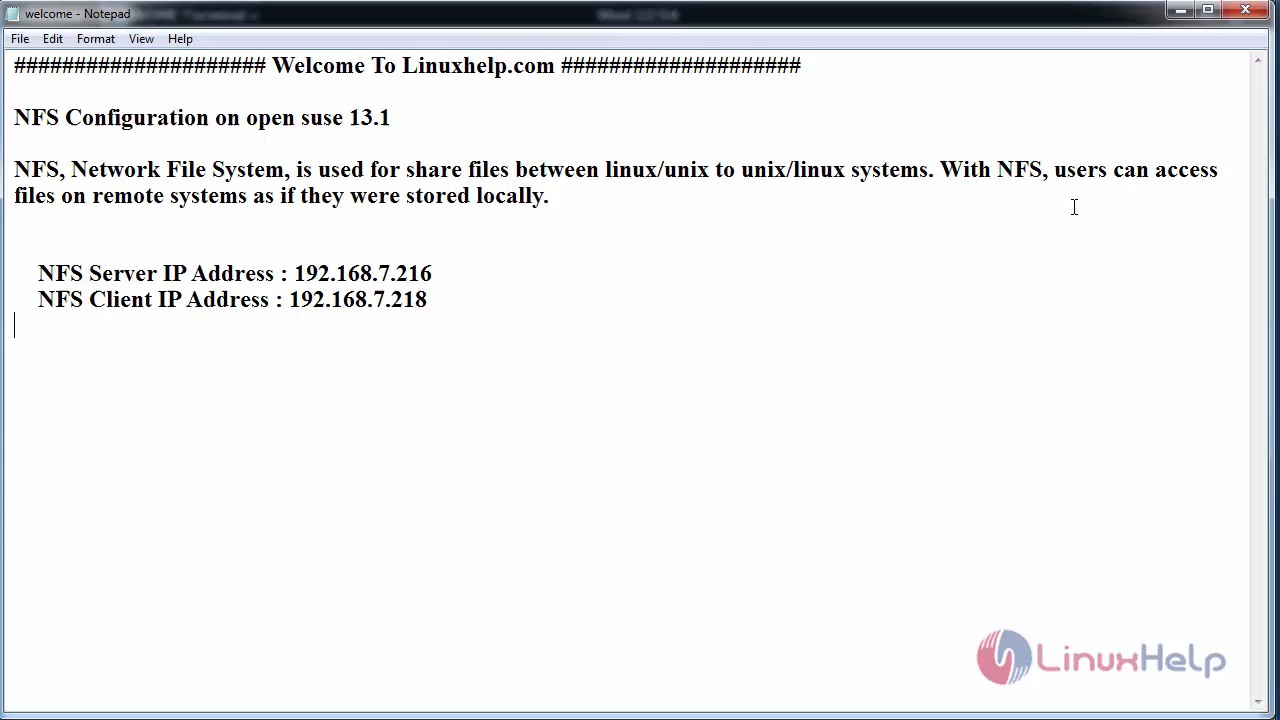 welcome - Notepad
File Edit Format View Help
##################### Welcome To Linuxhelp.com ####################
NFS Configuration on open suse 13.1
NFS, Network File System, is used for share files between linux/unix to unix/linux systems. With NFS, users can access
files on remote systems as if they were stored locally.
NFS Server IP Address : 192.168.7.216
NFS Client IP Address : 192.168.7.218
LinuxHelp